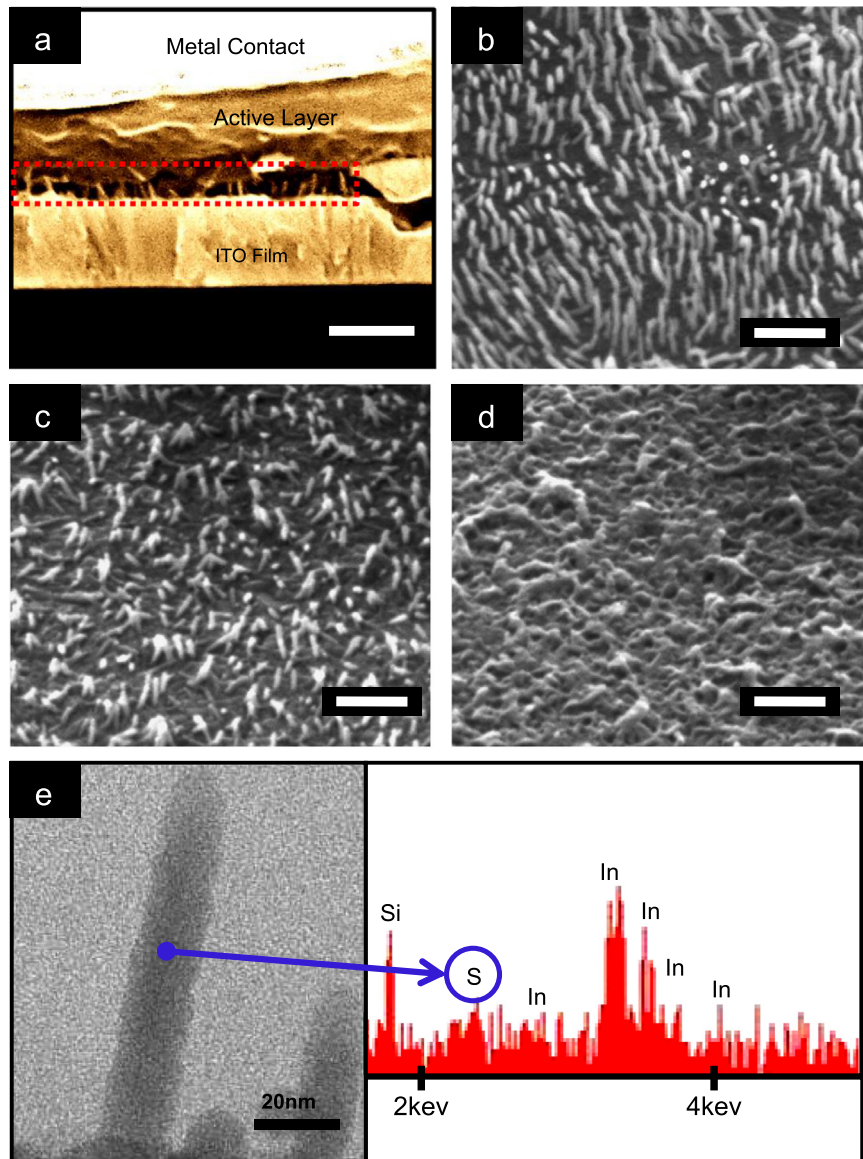 a
Metal Contact
Active Layer
ITO Film
b
c
d
e
20nm
Si
S
In
In
In
In
In
2kev
4kev